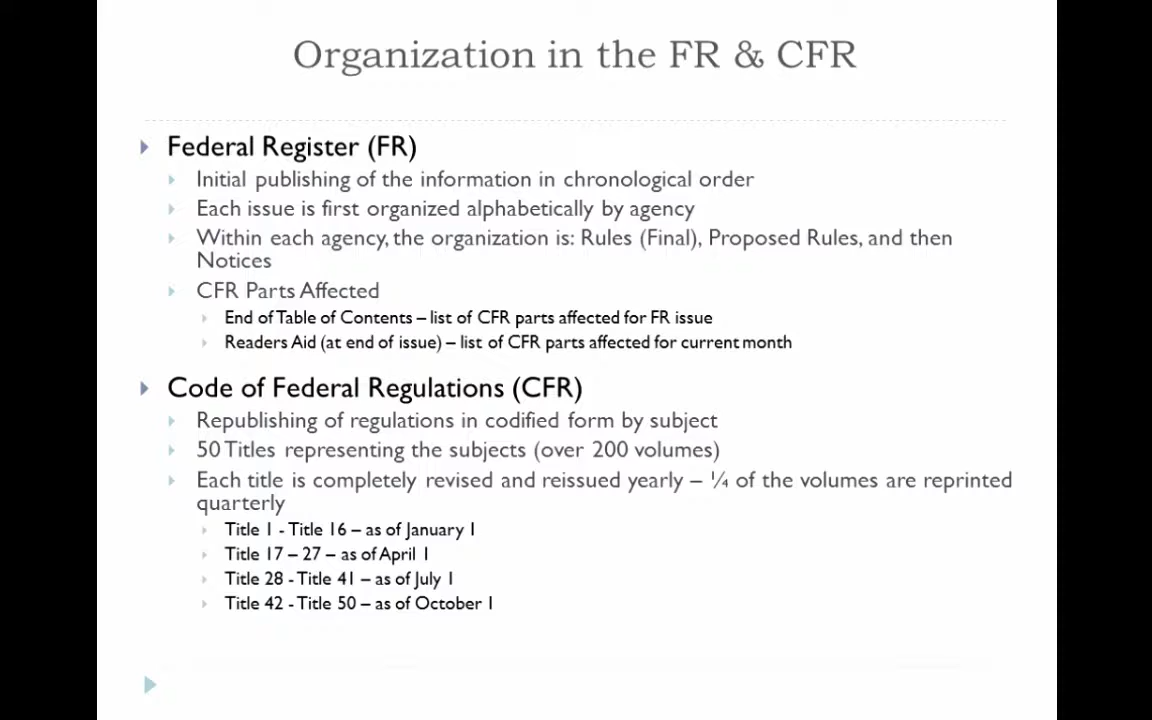 Organization in the FR & CFR
Federal Register (FR)
Initial publishing of the information in chronological order
Each issue is first organized alphabetically by agency
Within each agency, the organization is: Rules (Final), Proposed Rules, and then
Notices
CFR Parts Affected
End of Table of Contents – list of CFR parts affected for FR issue
Readers Aid (at end of issue) – list of CFR parts affected for current month
Code of Federal Regulations (CFR)
Republishing of regulations in codified form by subject
50 Titles representing the subjects (over 200 volumes)
Each title is completely revised and reissued yearly – ¼ of the volumes are reprinted
quarterly
Title 1 - Title 16 – as of January 1
Title 17 – 27 – as of April 1
Title 28 - Title 41 – as of July 1
Title 42 - Title 50 – as of October 1